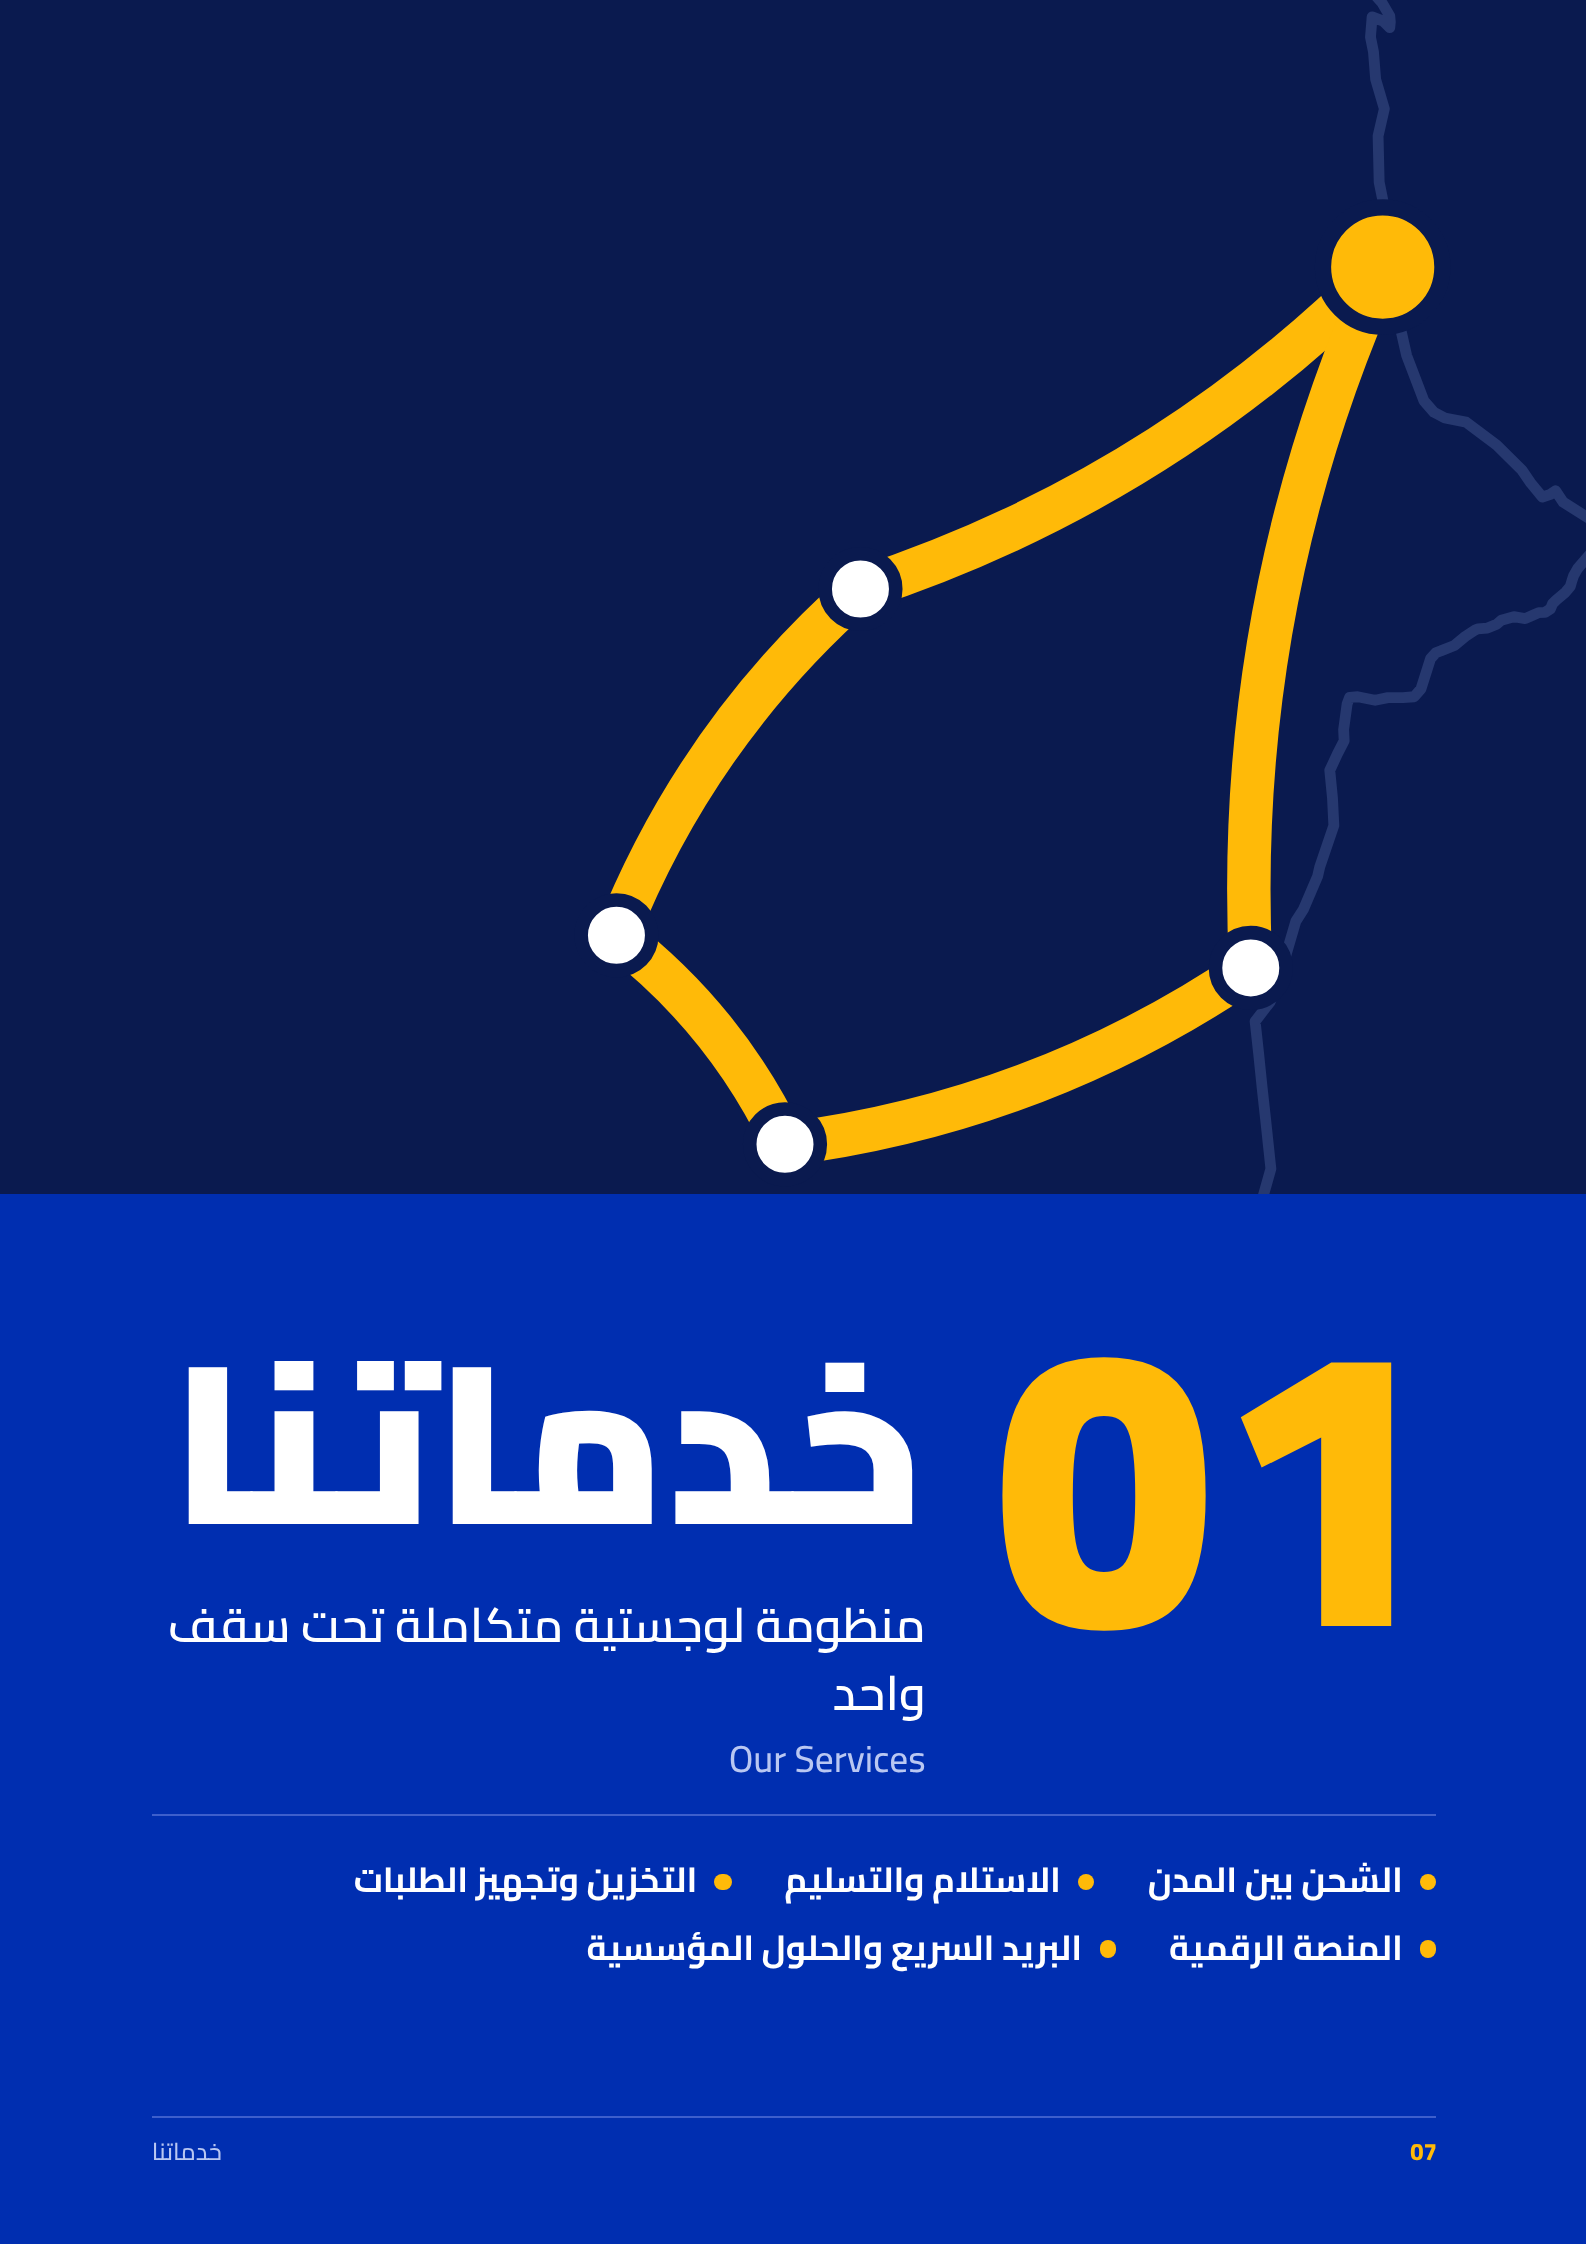 01
خدماتنا
منظومة لوجستية متكاملة تحت سقف
واحد
Our Services
الشحن بين المدن
الاستلام والتسليم
التخزين وتجهيز الطلبات
المنصة الرقمية
البريد السريع والحلول المؤسسية
07
خدماتنا